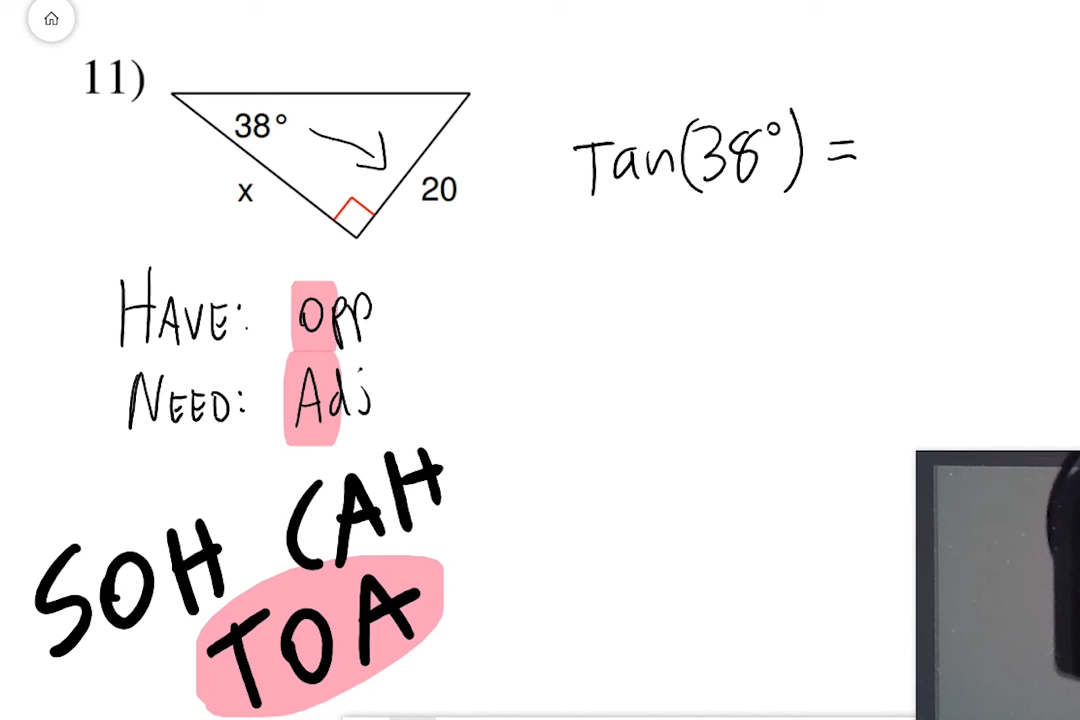 11)
38°
x
20
Tan(38°) =
HAVE: Opp
NEED: Adj
SOH CAH
TOA